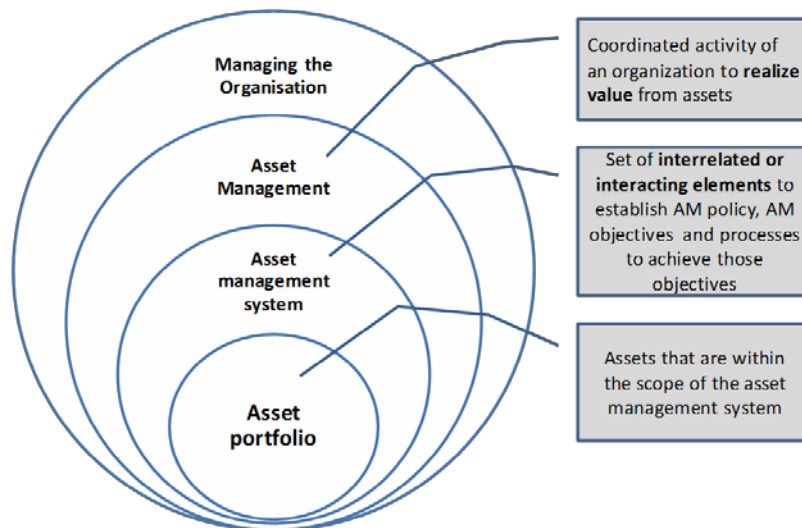 Managing the
Organisation
Asset
Management
Asset
management
system
Asset
portfolio
Coordinated activity of
an organization to realize
value from assets
Set of interrelated or
interacting elements to
establish AM policy, AM
objectives and processes
to achieve those
objectives
Assets that are within
the scope of the asset
management system